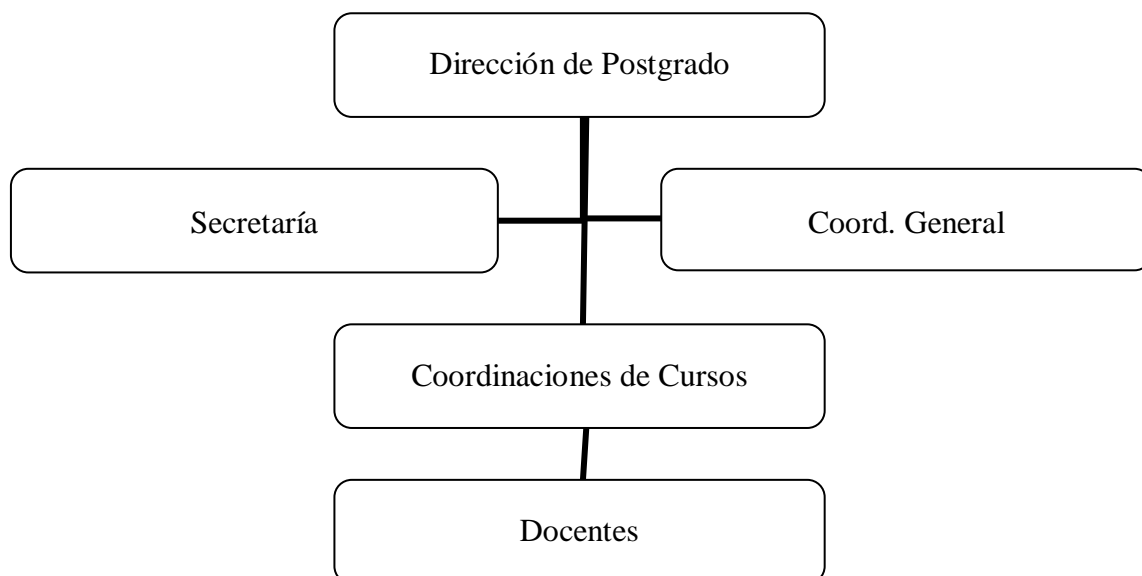 Dirección de Postgrado
Secretaría
Coord. General
Coordinaciones de Cursos
Docentes